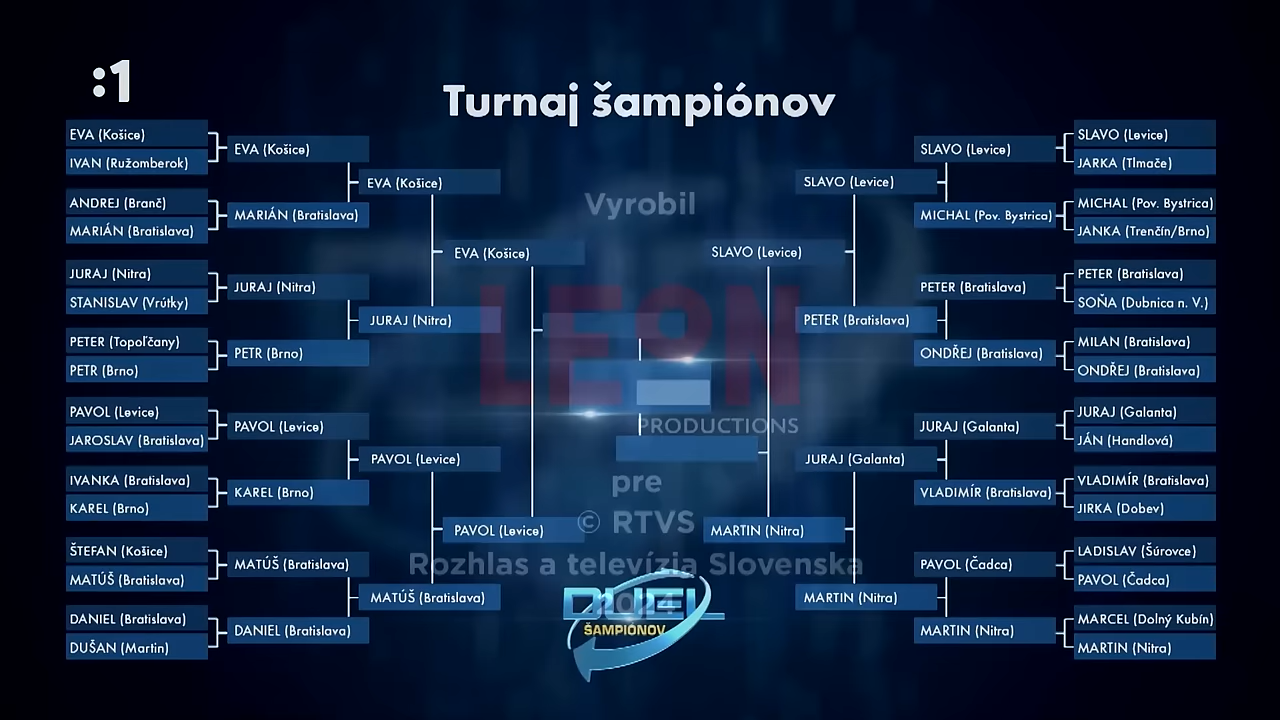 :1
Turnaj šampiónov
EVA (Košice)
IVAN (Ružomberok)
ANDREJ (Branč)
MARIÁN (Bratislava)
JURAJ (Nitra)
STANISLAV (Vrútky)
PETER (Topoľčany)
PETR (Brno)
PAVOL (Levice)
JAROSLAV (Bratislava)
IVANKA (Bratislava)
KAREL (Brno)
ŠTEFAN (Košice)
MATÚŠ (Bratislava)
DANIEL (Bratislava)
DUŠAN (Martin)
EVA (Košice)
MARIÁN (Bratislava)
JURAJ (Nitra)
PETR (Brno)
PAVOL (Levice)
KAREL (Brno)
MATÚŠ (Bratislava)
DANIEL (Bratislava)
EVA (Košice)
JURAJ (Nitra)
PAVOL (Levice)
MATÚŠ (Bratislava)
EVA (Košice)
PAVOL (Levice)
Vyrobil
LEON
PRODUCTIONS
pre
© RTVS
Rozhlas a televízia Slovenska
2024
DUEL
ŠAMPIÓNOV
SLAVO (Levice)
MARTIN (Nitra)
SLAVO (Levice)
PETER (Bratislava)
JURAJ (Galanta)
MARTIN (Nitra)
SLAVO (Levice)
MICHAL (Pov. Bystrica)
PETER (Bratislava)
ONDŘEJ (Bratislava)
JURAJ (Galanta)
VLADIMÍR (Bratislava)
PAVOL (Čadca)
MARTIN (Nitra)
SLAVO (Levice)
JARKA (Tlmače)
MICHAL (Pov. Bystrica)
JANKA (Trenčín/Brno)
PETER (Bratislava)
SOŇA (Dubnica n. V.)
MILAN (Bratislava)
ONDŘEJ (Bratislava)
JURAJ (Galanta)
JÁN (Handlová)
VLADIMÍR (Bratislava)
JIRKA (Dobev)
LADISLAV (Šúrovce)
PAVOL (Čadca)
MARCEL (Dolný Kubín)
MARTIN (Nitra)